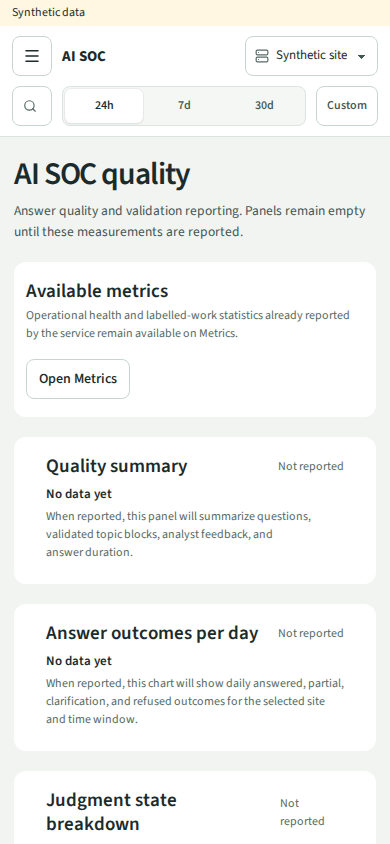 Synthetic data
AI SOC
Synthetic site
24h
7d
30d
Custom
AI SOC quality
Answer quality and validation reporting. Panels remain empty
until these measurements are reported.
Available metrics
Operational health and labelled-work statistics already reported
by the service remain available on Metrics.
Open Metrics
Quality summary
Not reported
No data yet
When reported, this panel will summarize questions,
validated topic blocks, analyst feedback, and
answer duration.
Answer outcomes per day
Not reported
No data yet
When reported, this chart will show daily answered, partial,
clarification, and refused outcomes for the selected site
and time window.
Judgment state
breakdown
Not
reported